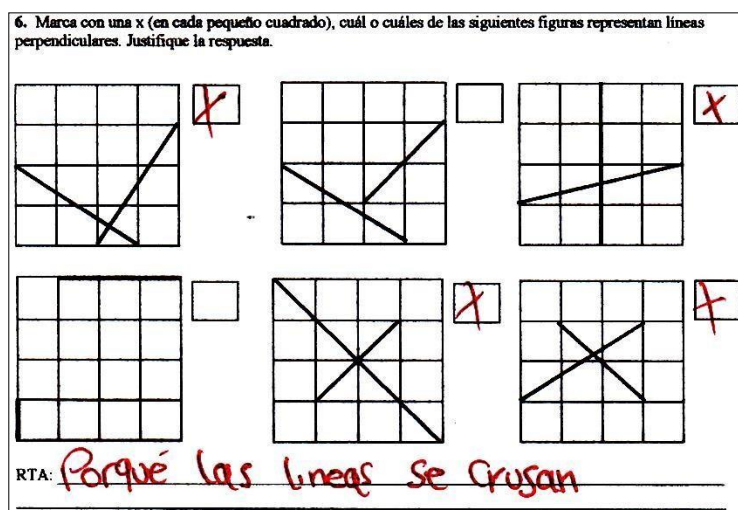 6. Marca con una x (en cada pequeño cuadrado), cuál o cuáles de las siguientes figuras representan líneas
perpendiculares. Justifique la respuesta.
X
X
X
X
RTA: Porqué las lineas se crusan